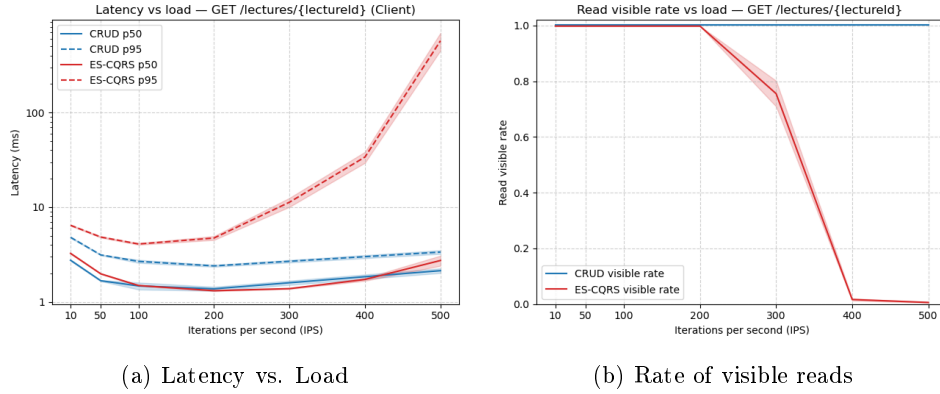 Latency vs load — GET /lectures/{lectureId} (Client)
CRUD p50
CRUD p95
ES-CQRS p50
ES-CQRS p95
Latency (ms)
100
10
1
10 50 100 200 300 400 500
Iterations per second (IPS)
(a) Latency vs. Load
Read visible rate vs load — GET /lectures/{lectureId}
Read visible rate
1.0
0.8
0.6
0.4
0.2
0.0
CRUD visible rate
ES-CQRS visible rate
10 50 100 200 300 400 500
Iterations per second (IPS)
(b) Rate of visible reads